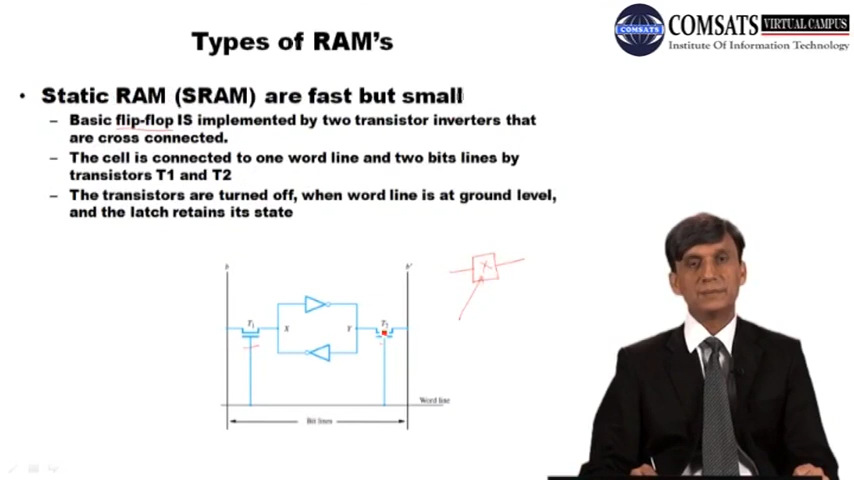 COMSATS
COMSATS VIRTUAL CAMPUS
Institute Of Information Technology
Types of RAM's
• Static RAM (SRAM) are fast but small
– Basic flip-flop IS implemented by two transistor inverters that
are cross connected.
– The cell is connected to one word line and two bits lines by
transistors T1 and T2
– The transistors are turned off, when word line is at ground level,
and the latch retains its state
b
b'
T1
X
Y
T2
X
Word line
Bit lines